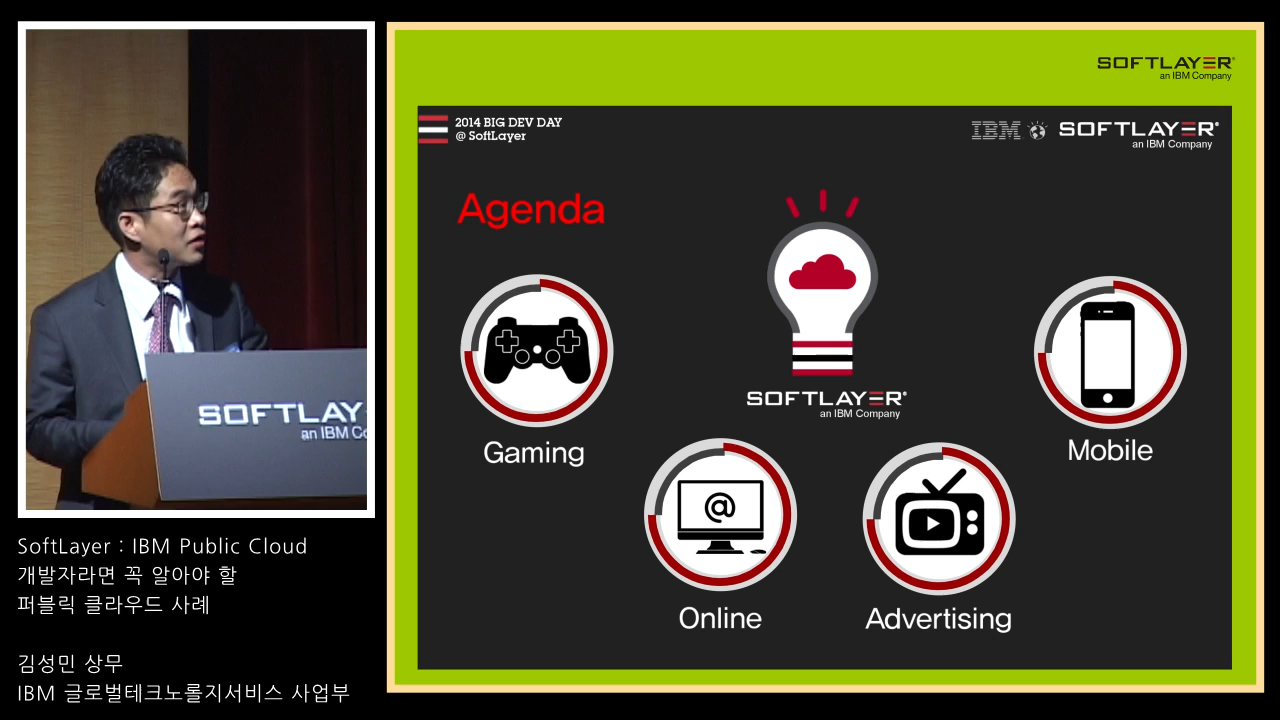 SOFTLAY
an IBM Co
SoftLayer : IBM Public Cloud
개발자라면 꼭 알아야 할
퍼블릭 클라우드 사례
김성민 상무
IBM 글로벌테크노롤지서비스 사업부
SOFTLAYER®
an IBM Company
2014 BIG DEV DAY
@ SoftLayer
IBM SOFTLAYER®
an IBM Company
Agenda
SOFTLAYER®
an IBM Company
Gaming
@
Online
Advertising
Mobile